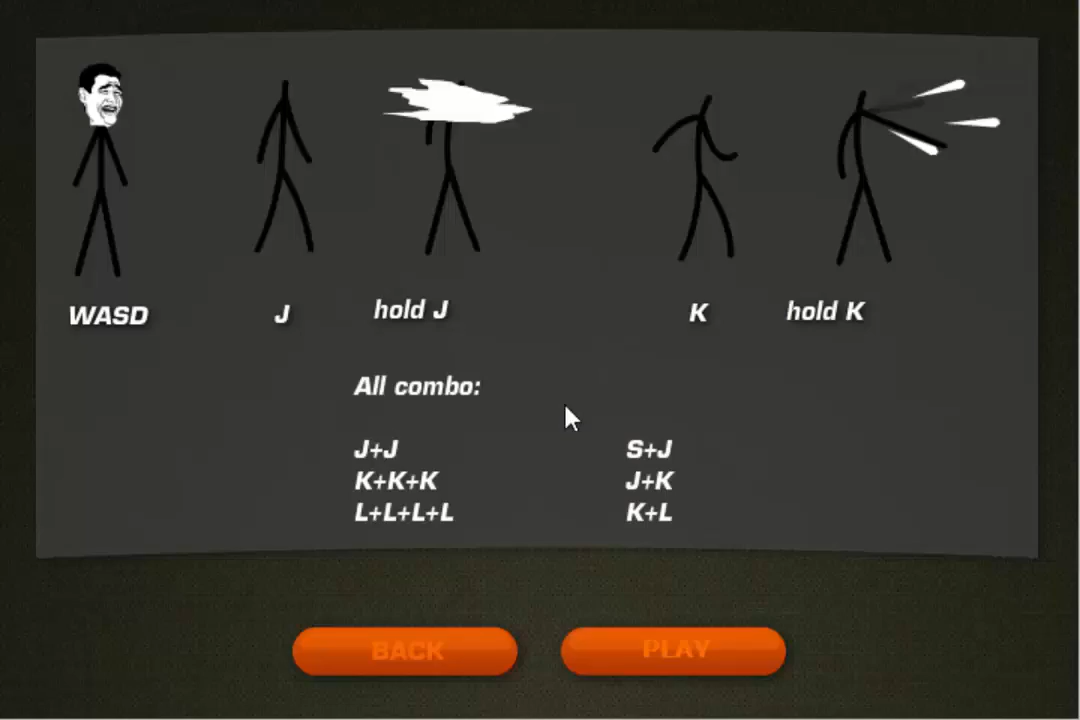 WASD
J
hold J
K
hold K
All combo:
J+J
K+K+K
L+L+L+L
S+J
J+K
K+L
BACK
PLAY